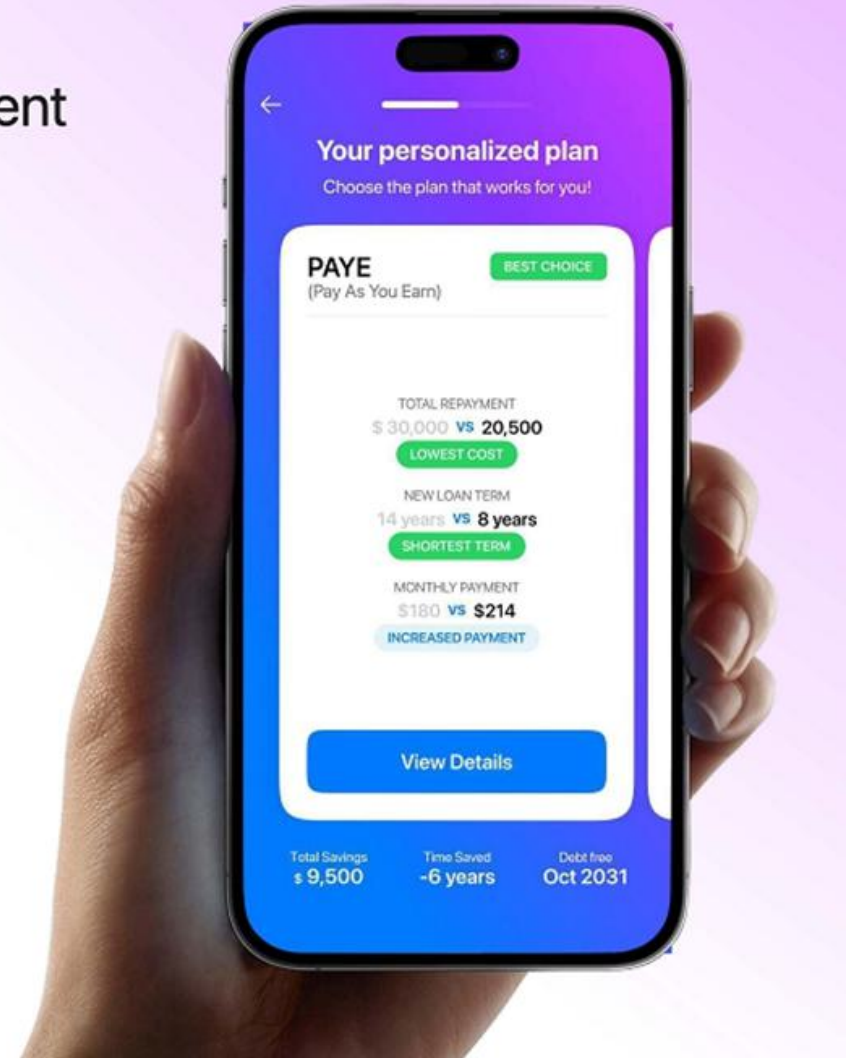 ent
Your personalized plan
Choose the plan that works for you!
PAYE
BEST CHOICE
(Pay As You Earn)
TOTAL REPAYMENT
$ 30,000 VS 20,500
LOWEST COST
NEW LOAN TERM
14 years VS 8 years
SHORTEST TERM
MONTHLY PAYMENT
$180 VS $214
INCREASED PAYMENT
View Details
Total Savings
$ 9,500
Time Saved
-6 years
Debt free
Oct 2031